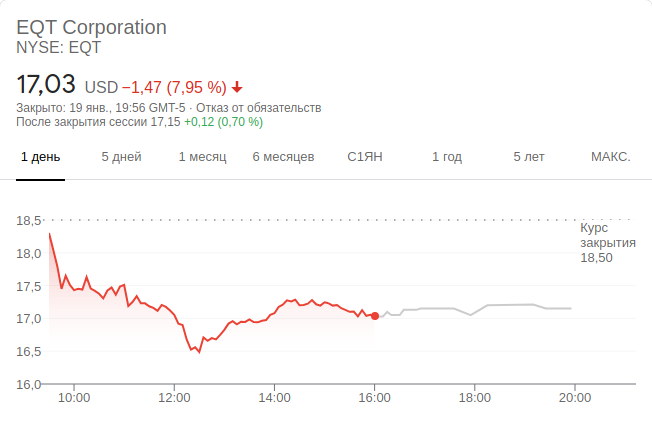 EQT Corporation
NYSE: EQT
17,03 USD −1,47 (7,95 %)
Закрыто: 19 янв., 19:56 GMT-5 · Отказ от обязательств
После закрытия сессии 17,15 +0,12 (0,70 %)
1 день 5 дней 1 месяц 6 месяцев С1ЯН 1 год 5 лет МАКС.
18,5
Курс
закрытия
18,50
18,0
17,5
17,0
16,5
16,0
10:00 12:00 14:00 16:00 18:00 20:00